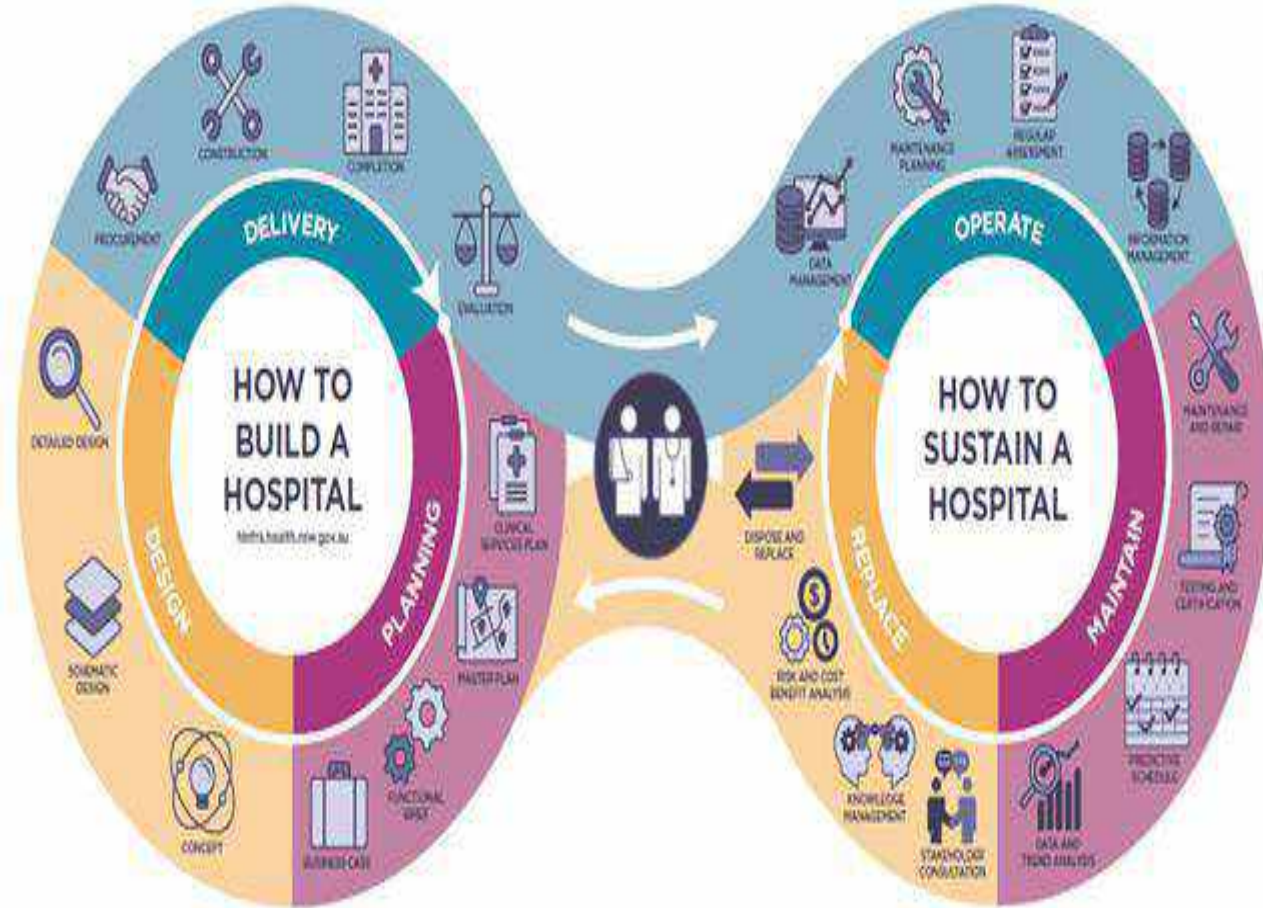 HOW TO
BUILD A
HOSPITAL
DELIVERY
DESIGN
PLANNING
PROCUREMENT
CONSTRUCTION
COMPLETION
EVALUATION
DETAILED DESIGN
SCHEMATIC
DESIGN
CONCEPT
BUSINESS CASE
FUNCTIONAL
BRIEF
MASTER PLAN
CLINICAL
SERVICES PLAN
HOW TO
SUSTAIN A
HOSPITAL
OPERATE
MAINTAIN
REPLACE
DATA
MANAGEMENT
MAINTENANCE
PLANNING
REGULAR
ASSESSMENT
INFORMATION
MANAGEMENT
MAINTENANCE
AND REPAIR
TESTING AND
CERTIFICATION
PREDICTIVE
SCHEDULE
DATA AND
TREND ANALYSIS
STAKEHOLDER
CONSULTATION
KNOWLEDGE
MANAGEMENT
RISK AND COST
BENEFIT ANALYSIS
DISPOSE AND
REPLACE